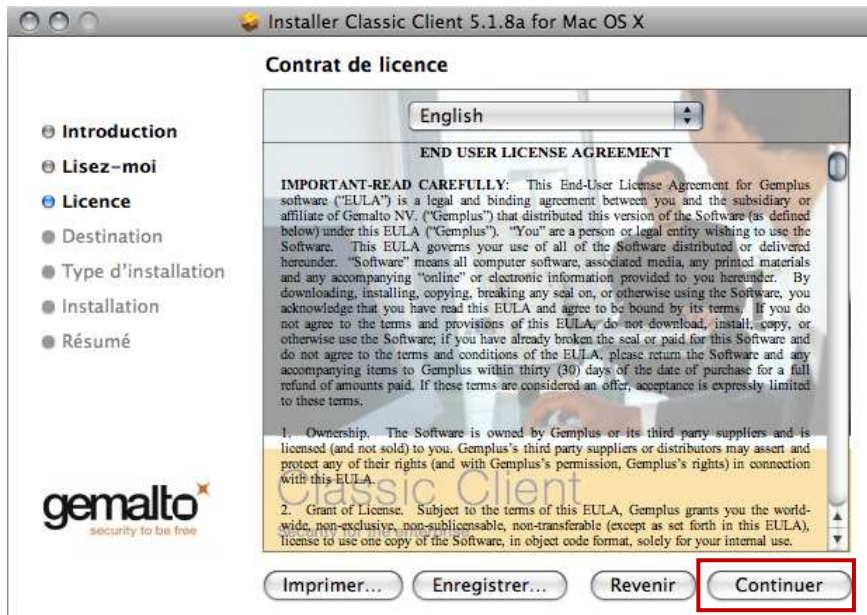 Installer Classic Client 5.1.8a for Mac OS X
Contrat de licence
Introduction
Lisez-moi
Licence
Destination
Type d'installation
Installation
Résumé
gemalto
security to be free
English
END USER LICENSE AGREEMENT
IMPORTANT-READ CAREFULLY: This End-User License Agreement for Gemplus
software ("EULA") is a legal and binding agreement between you and the subsidiary or
affiliate of Gemalto NV. ("Gemplus") that distributed this version of the Software (as defined
below) under this EULA ("Gemplus"). "You" are a person or legal entity wishing to use the
Software. This EULA governs your use of all of the Software distributed or delivered
hereunder. "Software" means all computer software, associated media, any printed materials
and any accompanying "online" or electronic information provided to you hereunder. By
downloading, installing, copying, breaking any seal on, or otherwise using the Software, you
acknowledge that you have read this EULA and agree to be bound by its terms. If you do
not agree to the terms and provisions of this EULA, do not download, install, copy, or
otherwise use the Software; if you have already broken the seal or paid for this Software and
do not agree to the terms and conditions of the EULA, please return the Software and any
accompanying items to Gemplus within thirty (30) days of the date of purchase for a full
refund of amounts paid. If these terms are considered an offer, acceptance is expressly limited
to these terms.
1. Ownership. The Software is owned by Gemplus or its third party suppliers and is
licensed (and not sold) to you. Gemplus's third party suppliers or distributors may assert and
protect any of their rights (and with Gemplus's permission, Gemplus's rights) in connection
with this EULA.
Classic Client
2. Grant of License. Subject to the terms of this EULA, Gemplus grants you the world-
wide, non-exclusive, non-sublicensable, non-transferable (except as set forth in this EULA),
Security for the enterprise
license to use one copy of the Software, in object code format, solely for your internal use.
Imprimer...
Enregistrer...
Revenir
Continuer